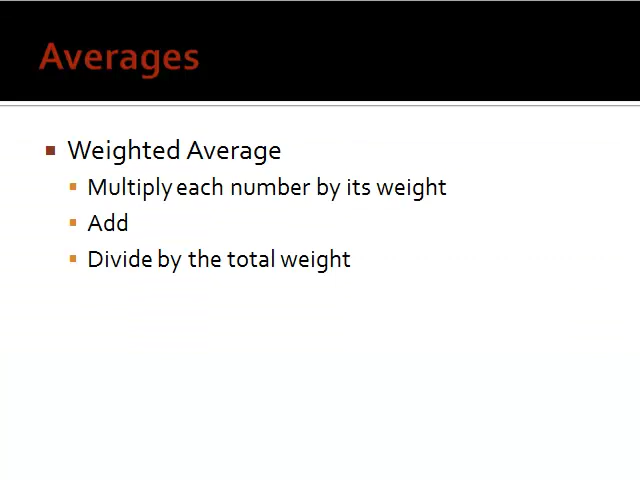 Averages
Weighted Average
Multiply each number by its weight
Add
Divide by the total weight